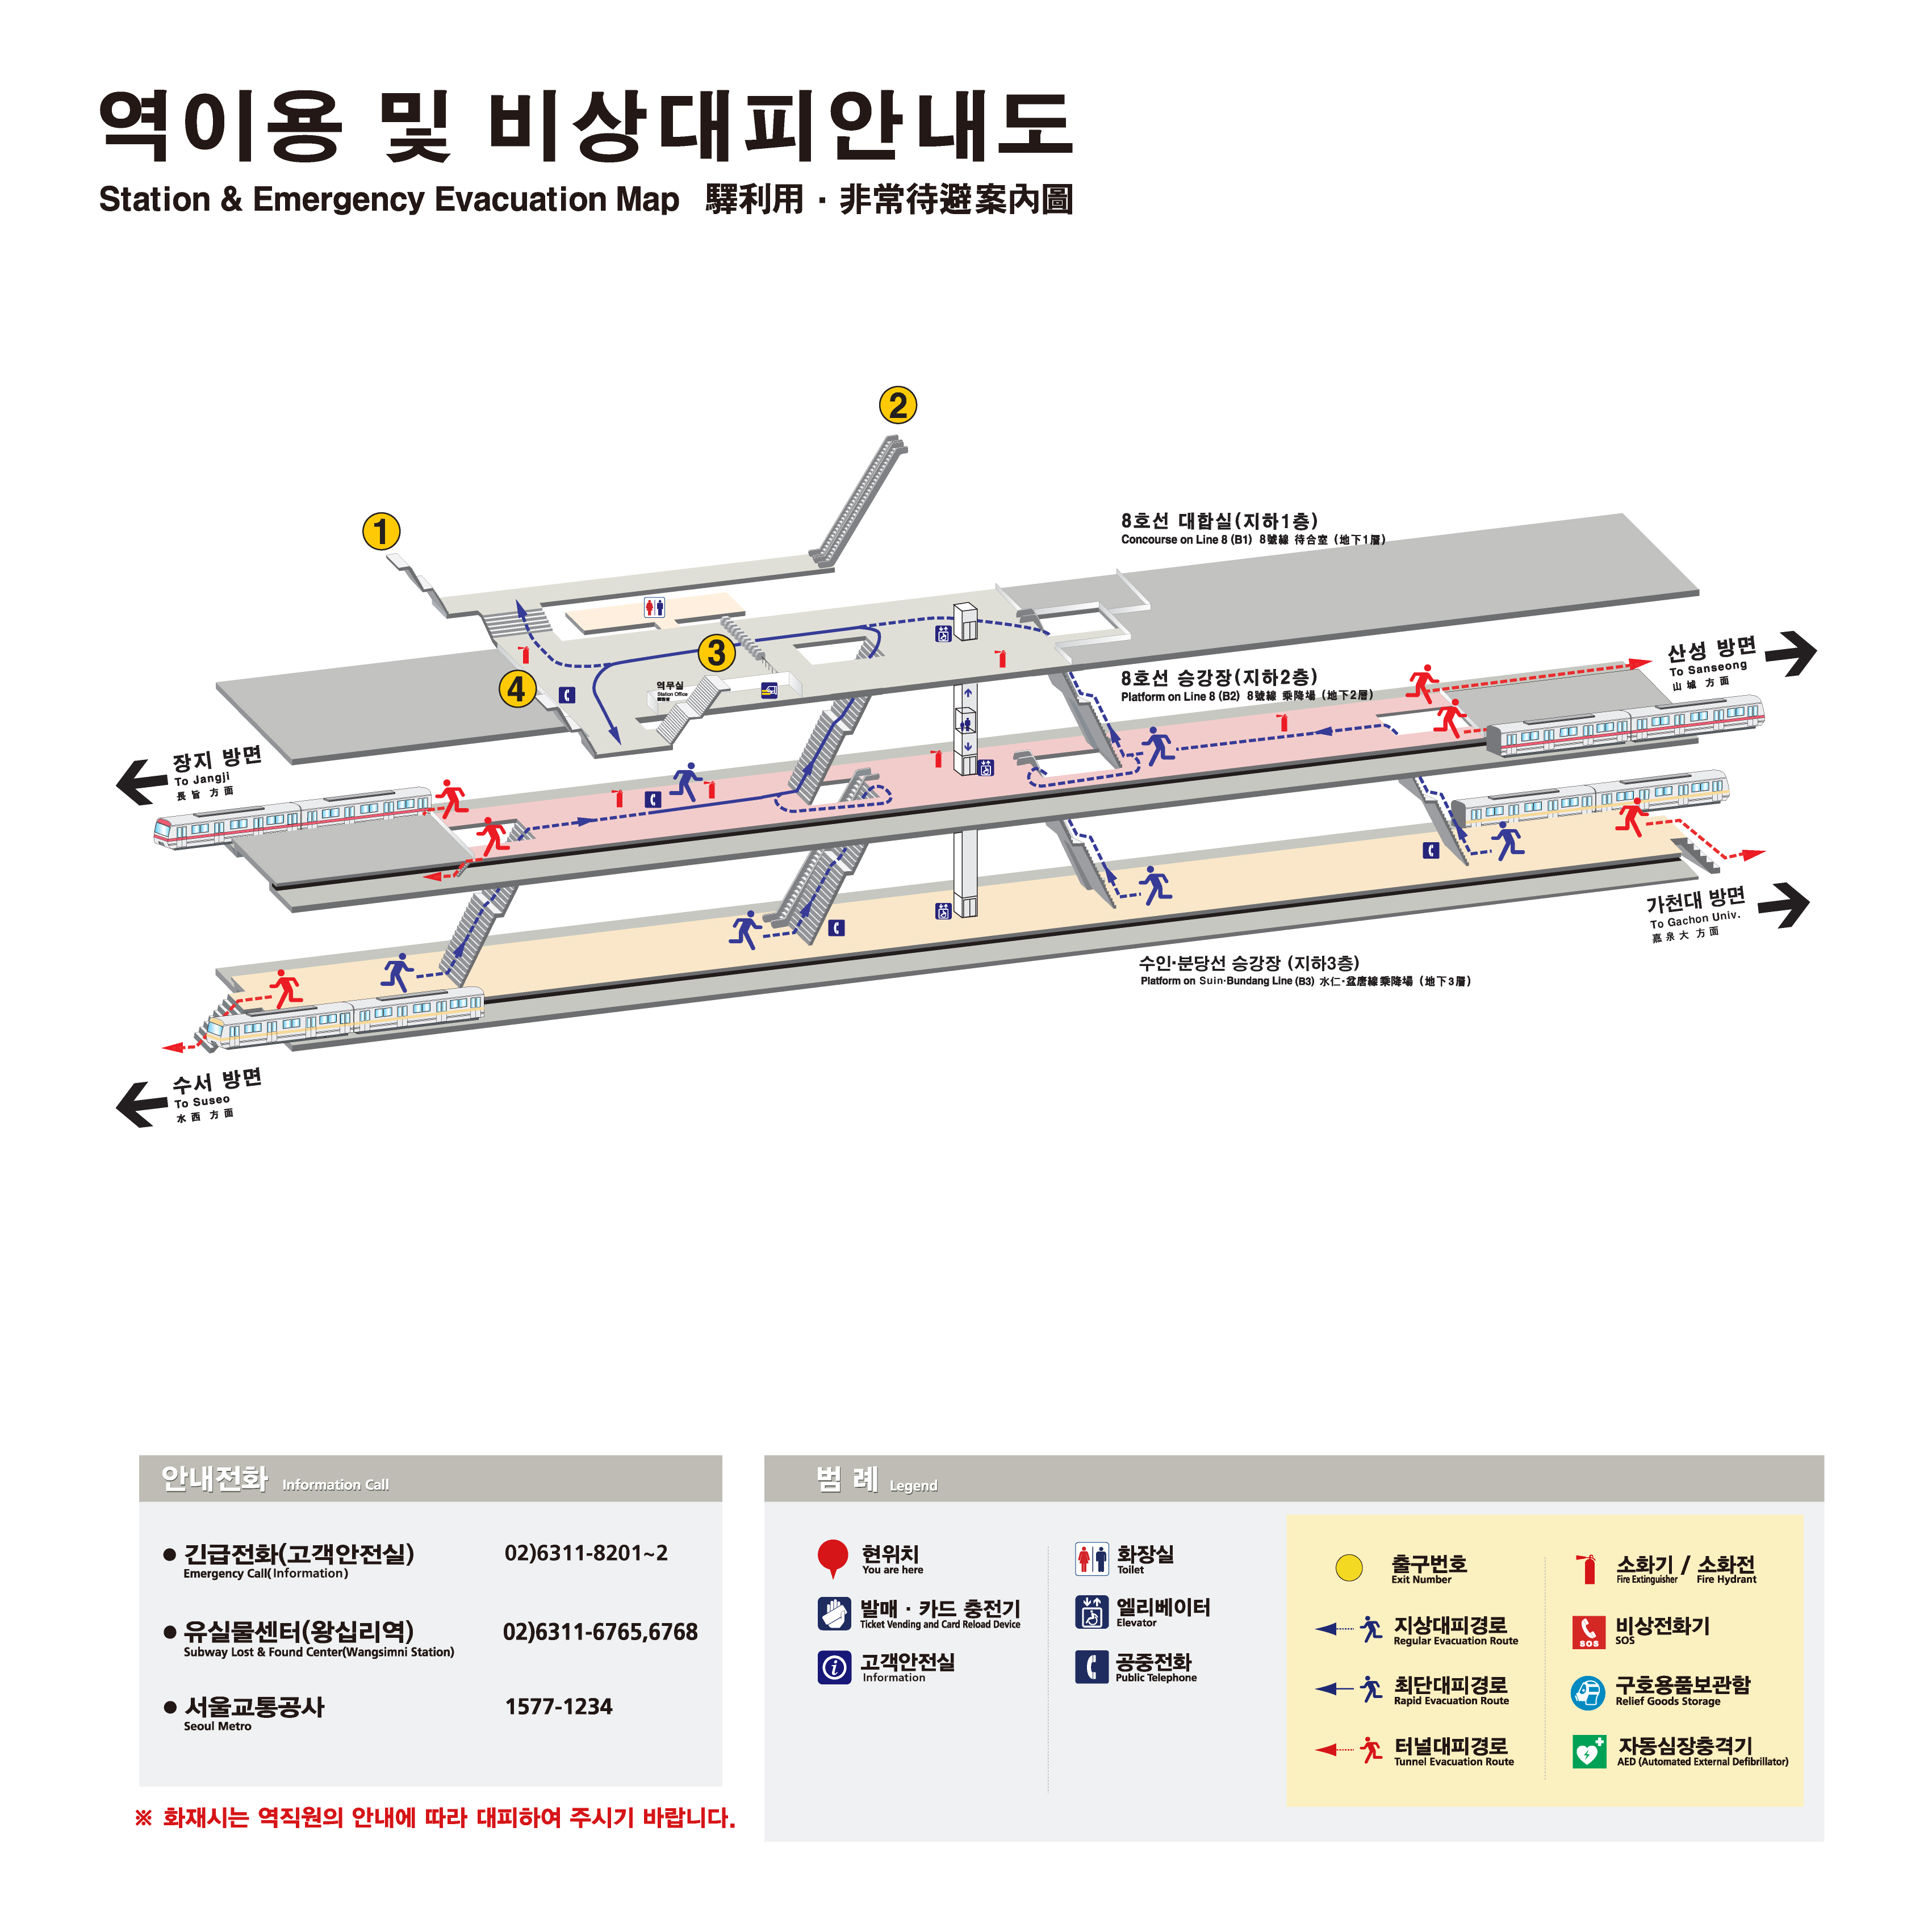 역이용 및 비상대피안내도
Station & Emergency Evacuation Map 驛利用 · 非常待避案內圖
2
1
8호선 대합실(지하1층)
Concourse on Line 8 (B1) 8號線 待合室 (地下1層)
3
4
역무실
Station Office
산성 방면
To Sanseong
山城 方面
8호선 승강장(지하2층)
Platform on Line 8 (B2) 8號線 乘降場 (地下2層)
장지 방면
To Jangji
長旨 方面
가천대 방면
To Gachon Univ.
嘉泉大 方面
수인·분당선 승강장 (지하3층)
Platform on Suin·Bundang Line (B3) 水仁·盆唐線乘降場 (地下3層)
수서 방면
To Suseo
水西 方面
안내전화 Information Call
긴급전화(고객안전실) 02)6311-8201~2
Emergency Call(Information)
유실물센터(왕십리역) 02)6311-6765,6768
Subway Lost & Found Center(Wangsimni Station)
서울교통공사 1577-1234
Seoul Metro
※ 화재시는 역직원의 안내에 따라 대피하여 주시기 바랍니다.
범 례 Legend
현위치
You are here
발매 · 카드 충전기
Ticket Vending and Card Reload Device
고객안전실
Information
화장실
Toilet
엘리베이터
Elevator
공중전화
Public Telephone
출구번호
Exit Number
지상대피경로
Regular Evacuation Route
최단대피경로
Rapid Evacuation Route
터널대피경로
Tunnel Evacuation Route
소화기 / 소화전
Fire Extinguisher Fire Hydrant
SOS
비상전화기
SOS
구호용품보관함
Relief Goods Storage
자동심장충격기
AED (Automated External Defibrillator)